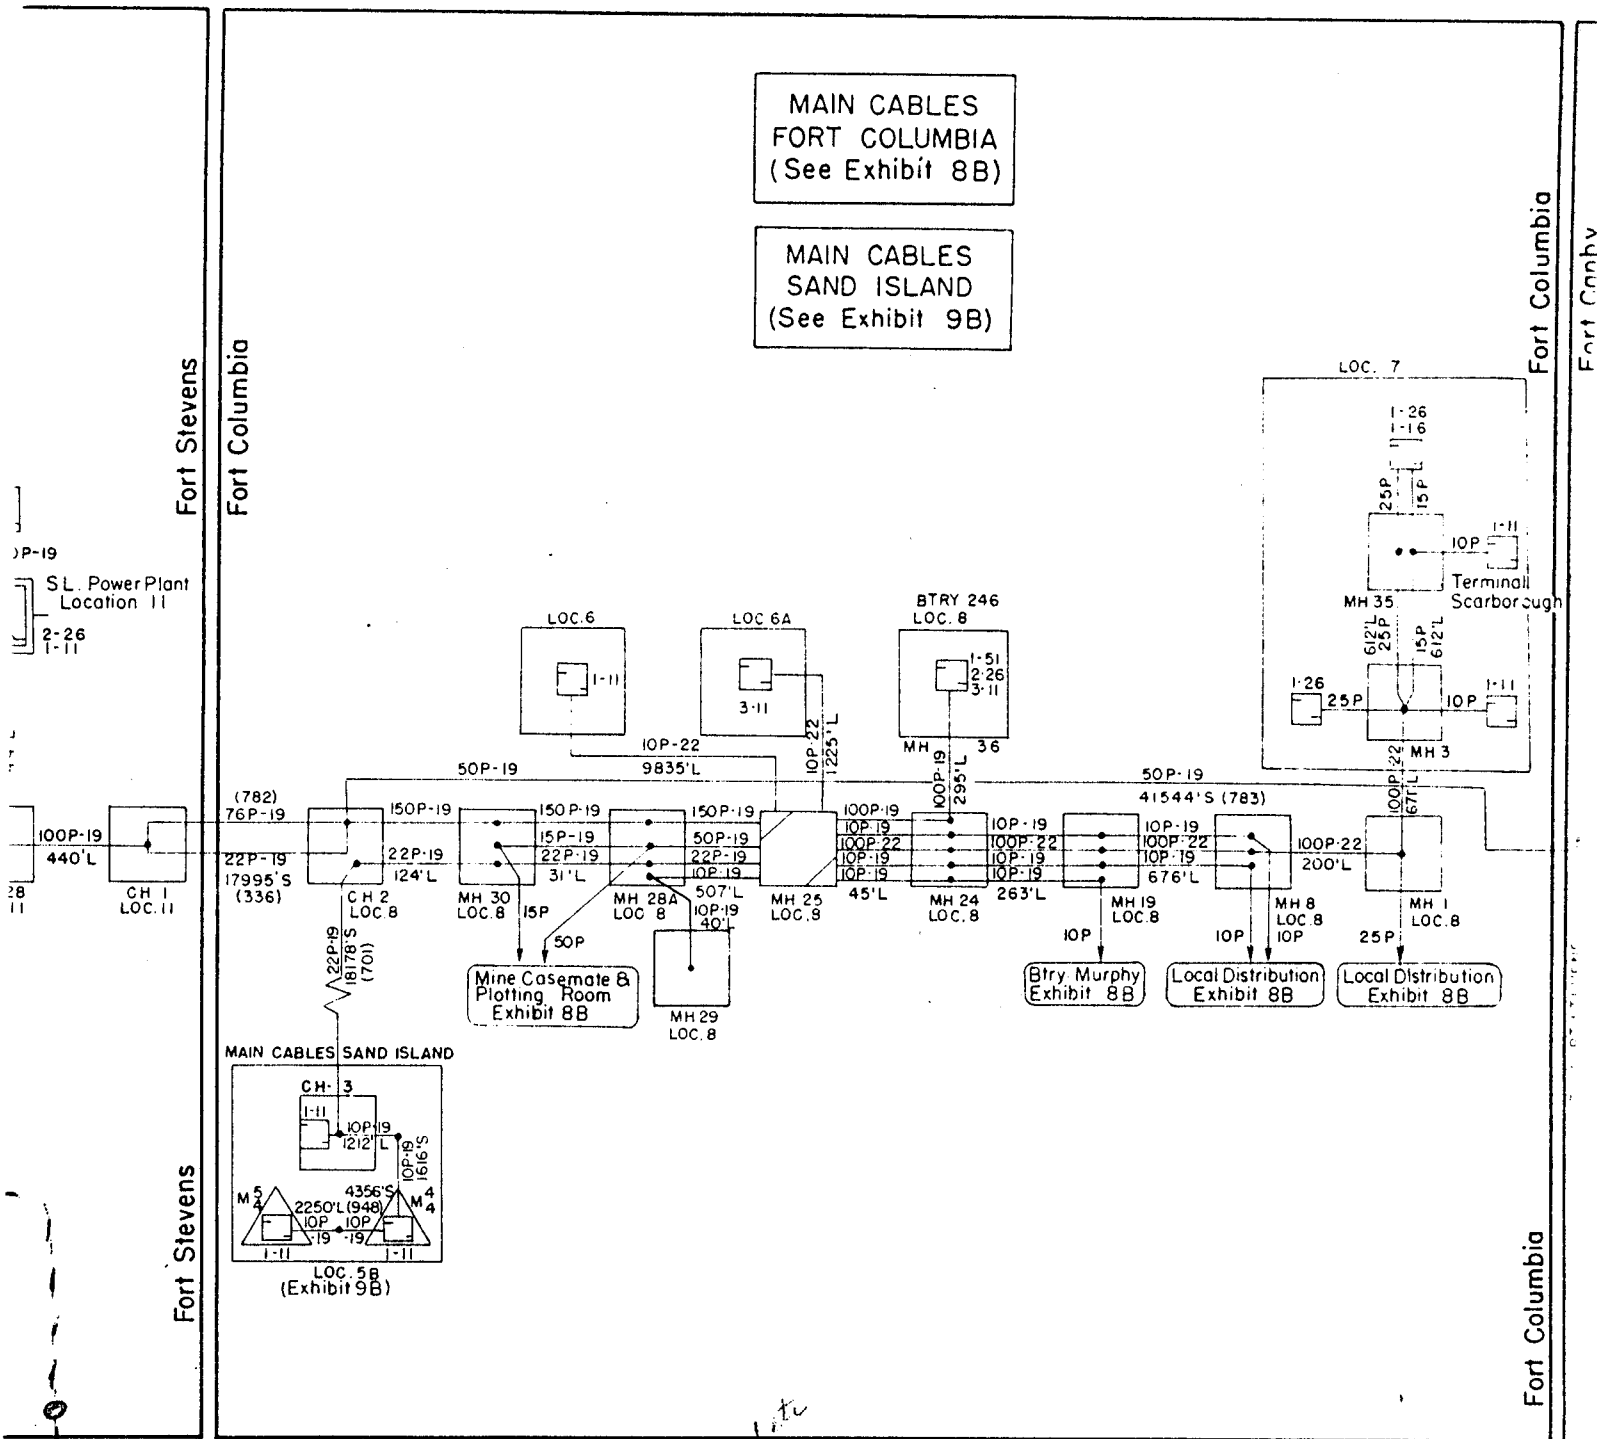 MAIN CABLES
FORT COLUMBIA
(See Exhibit 8B)
MAIN CABLES
SAND ISLAND
(See Exhibit 9B)
Fort Stevens
Fort Columbia
Fort Columbia
LOC. 7
1-26
1-16
25P
15P
10P
1-11
Terminal
Scarborough
MH 35
612'L
25P
15P
612'L
1-26
25P
10P
1-11
MH 3
100P-22
67'L
P-19
S.L. Power Plant
Location 11
2-26
1-11
LOC. 6
1-11
LOC 6A
3-11
BTRY 246
LOC. 8
1-51
2-26
3-11
MH 36
10P-22
9835'L
10P-22
1225'L
100P-19
295'L
50P-19
50P-19
41544'S (783)
100P-19
440'L
CH 1
LOC. 11
(782)
76P-19
22P-19
17995'S
(336)
CH 2
LOC. 8
150P-19
22P-19
124'L
MH 30
LOC. 8
150P-19
15P-19
22P-19
31'L
MH 28A
LOC 8
150P-19
50P-19
22P-19
10P-19
507'L
MH 25
LOC. 8
100P-19
10P-19
100P-22
10P-19
10P-19
45'L
MH 24
LOC. 8
10P-19
100P-22
10P-19
10P-19
263'L
MH 19
LOC. 8
10P-19
100P-22
10P-19
676'L
MH 8
LOC. 8
100P-22
200'L
MH 1
LOC. 8
28
11
15P
50P
10P-19
40'L
MH 29
LOC. 8
Mine Casemate &
Plotting Room
Exhibit 8B
10P
Btry. Murphy
Exhibit 8B
10P
10P
Local Distribution
Exhibit 8B
25P
Local Distribution
Exhibit 8B
22P-19
18178'S
(701)
MAIN CABLES SAND ISLAND
CH-3
1-11
10P-19
1212'L
10P-19
1616'S
M 5/4
2250'L
4356'S
(948)
M 4/4
10P
-19
10P
-19
1-11
1-11
LOC. 5B
(Exhibit 9B)
Fort Stevens
Fort Columbia